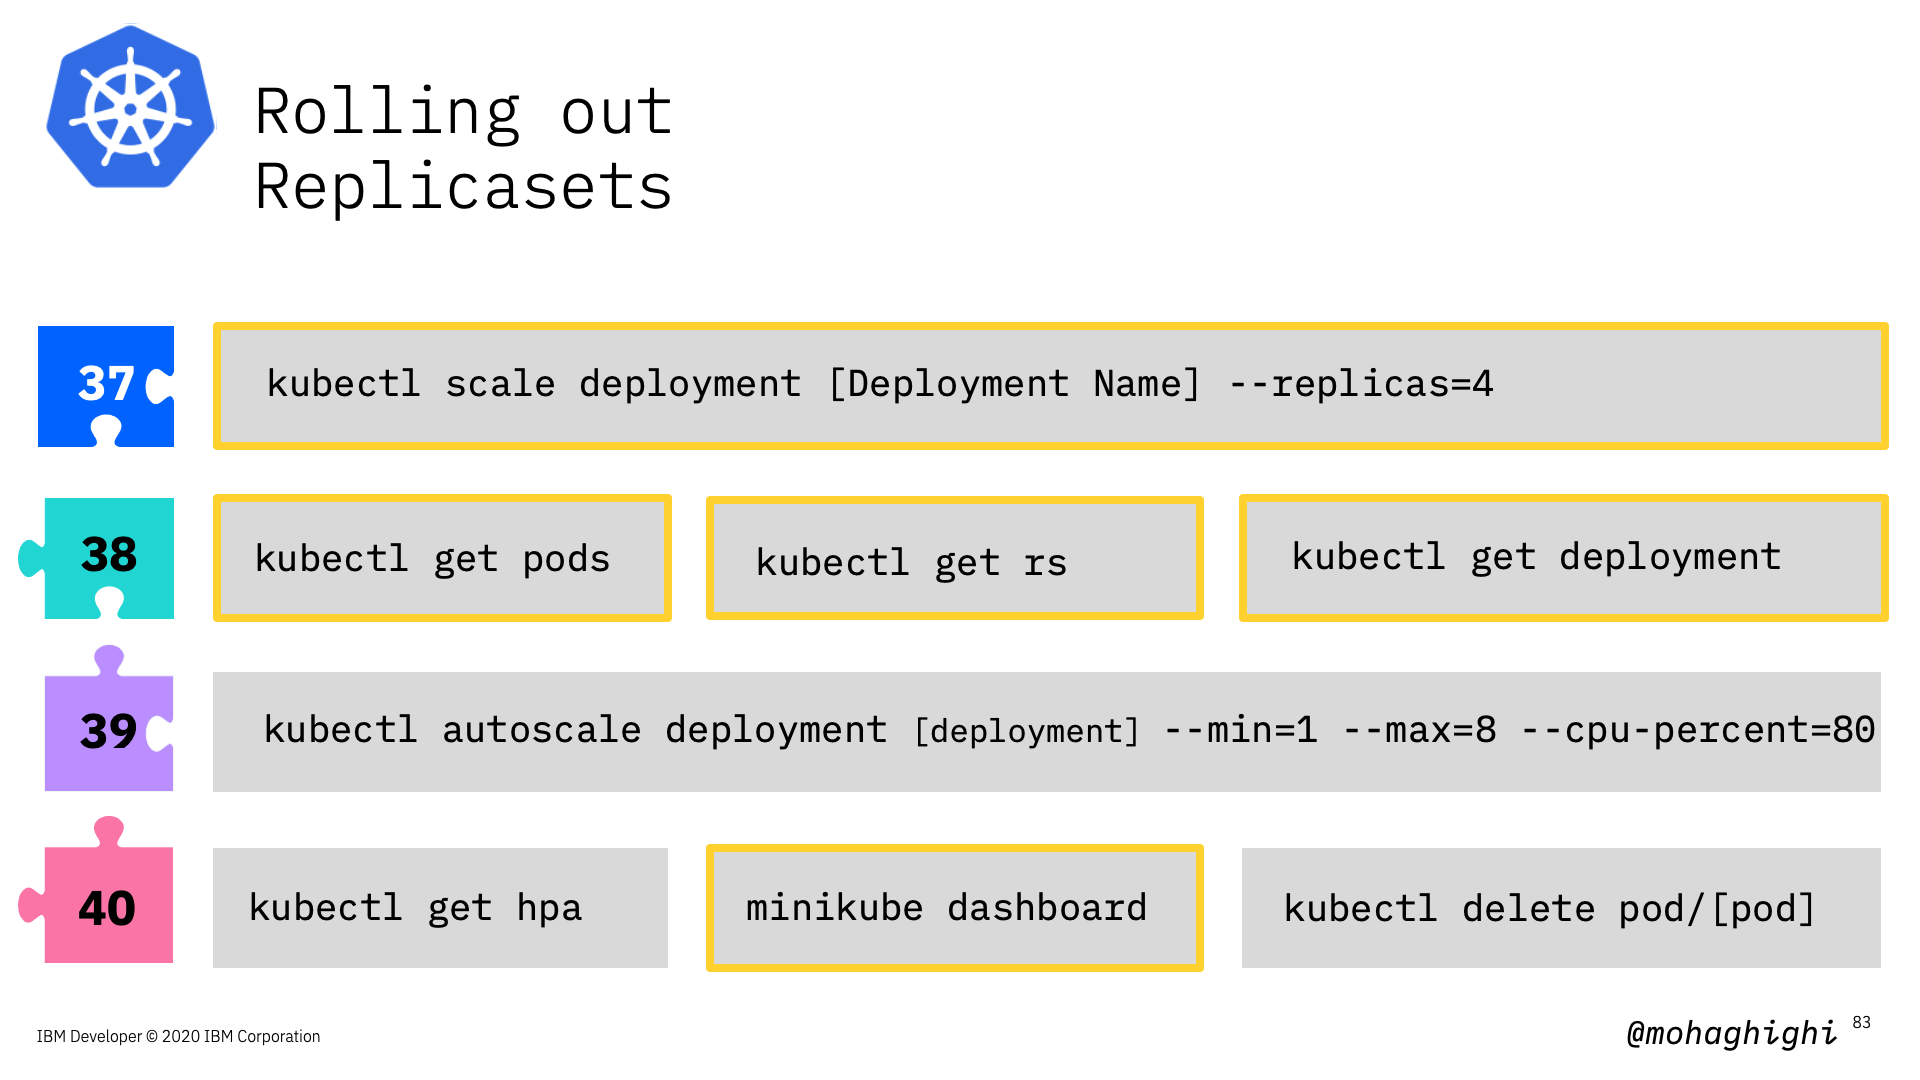 Rolling out
Replicasets
37
kubectl scale deployment [Deployment Name] --replicas=4
38
kubectl get pods
kubectl get rs
kubectl get deployment
39
kubectl autoscale deployment [deployment] --min=1 --max=8 --cpu-percent=80
40
kubectl get hpa
minikube dashboard
kubectl delete pod/[pod]
IBM Developer © 2020 IBM Corporation
@mohaghighi
83